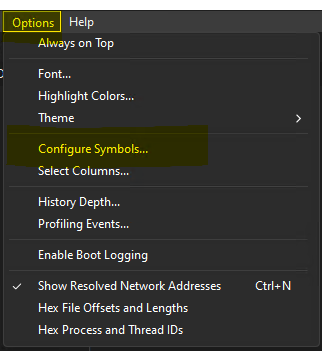 Options Help
Always on Top
Font...
Highlight Colors...
Theme
Configure Symbols...
Select Columns...
History Depth...
Profiling Events...
Enable Boot Logging
Show Resolved Network Addresses Ctrl+N
Hex File Offsets and Lengths
Hex Process and Thread IDs